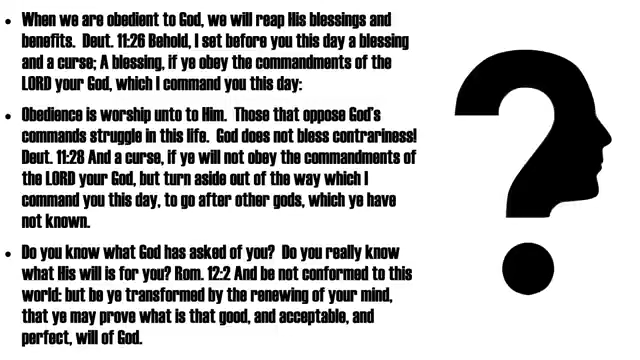 • When we are obedient to God, we will reap His blessings and
benefits.  Deut. 11:26 Behold, I set before you this day a blessing
and a curse; A blessing, if ye obey the commandments of the
LORD your God, which I command you this day:
• Obedience is worship unto to Him.  Those that oppose God's
commands struggle in this life.  God does not bless contrariness!
Deut. 11:28 And a curse, if ye will not obey the commandments of
the LORD your God, but turn aside out of the way which I
command you this day, to go after other gods, which ye have
not known.
• Do you know what God has asked of you?  Do you really know
what His will is for you? Rom. 12:2 And be not conformed to this
world: but be ye transformed by the renewing of your mind,
that ye may prove what is that good, and acceptable, and
perfect, will of God.
?